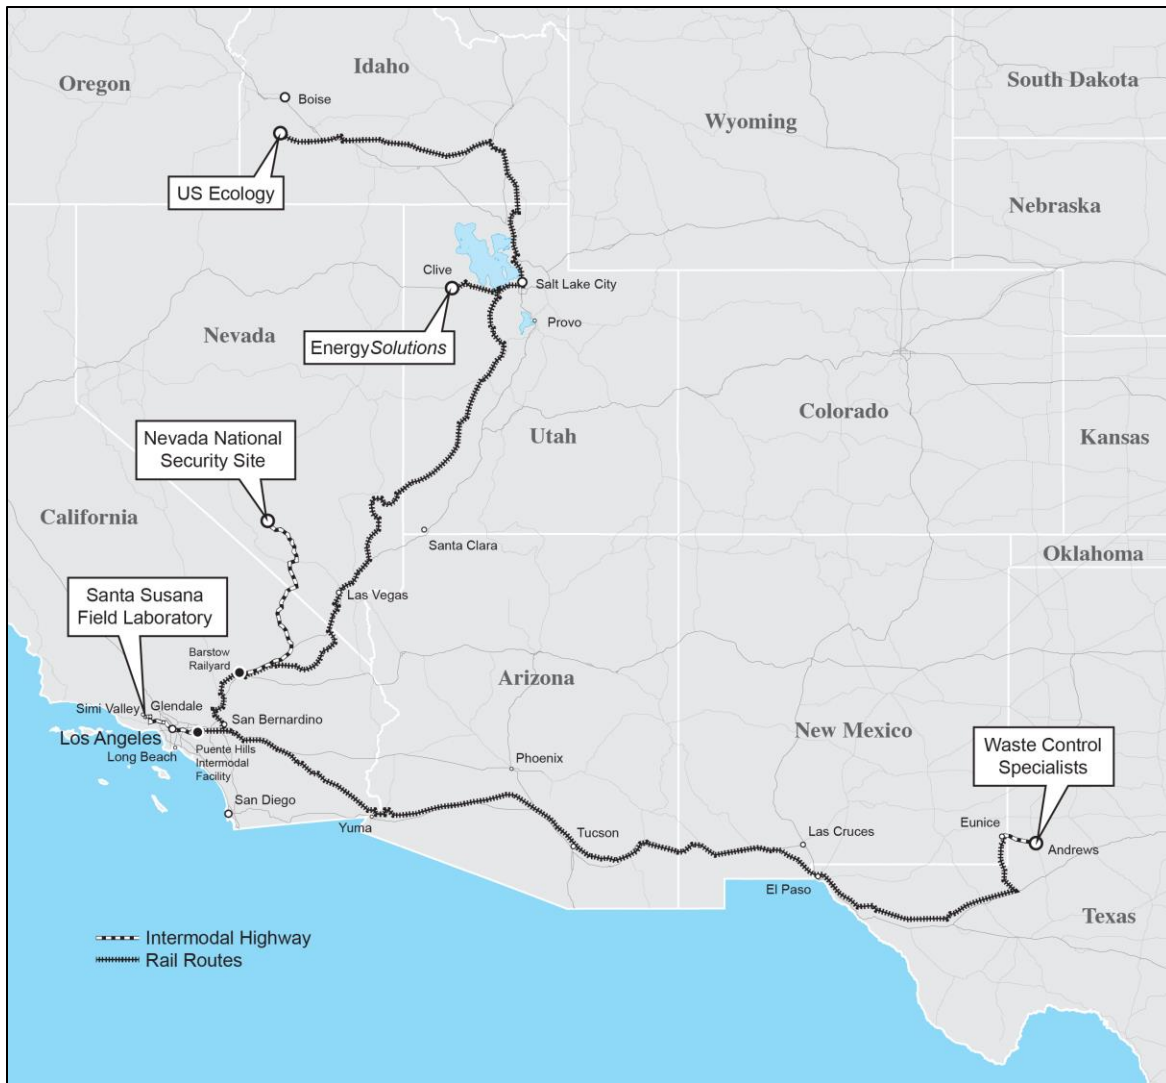 Oregon
Idaho
South Dakota
Boise
Wyoming
US Ecology
Nebraska
Clive
Salt Lake City
Provo
Nevada
EnergySolutions
Colorado
Utah
Kansas
Nevada National
Security Site
California
Santa Clara
Oklahoma
Santa Susana
Field Laboratory
Las Vegas
Barstow
Railyard
Arizona
Simi Valley
Glendale
San Bernardino
New Mexico
Los Angeles
Long Beach
Puente Hills
Intermodal
Facility
Phoenix
Waste Control
Specialists
San Diego
Yuma
Tucson
Las Cruces
Eunice
Andrews
El Paso
Texas
Intermodal Highway
Rail Routes